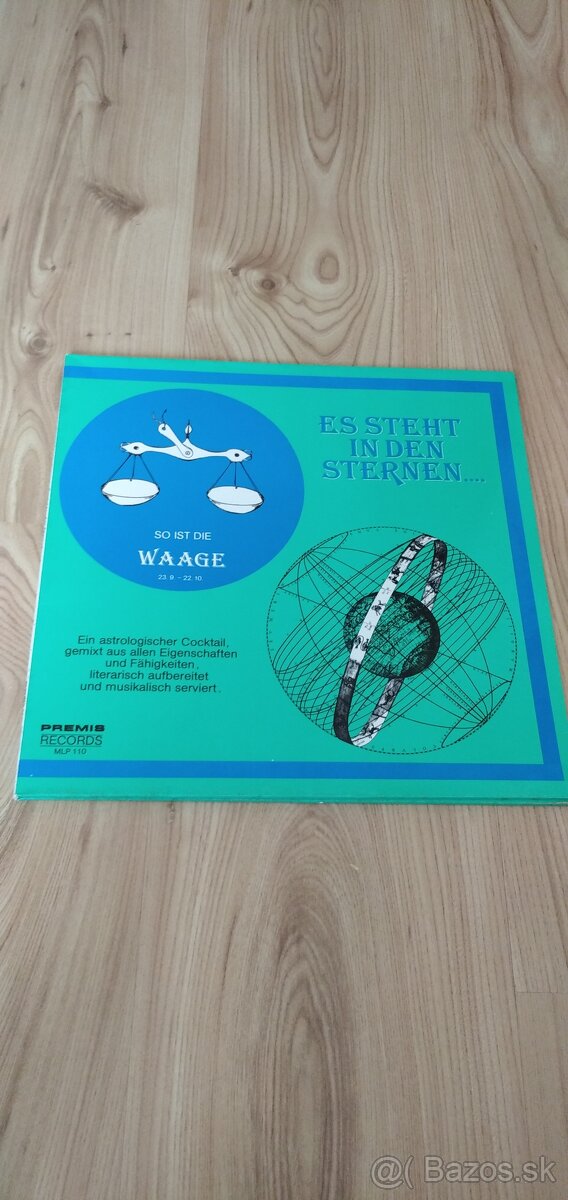 ES STEHT
IN DEN
STERNEN....
SO IST DIE
WAAGE
23. 9. – 22. 10.
Ein astrologischer Cocktail,
gemixt aus allen Eigenschaften
und Fähigkeiten,
literarisch aufbereitet
und musikalisch serviert.
PREMIS
RECORDS
MLP 110
@( Bazos.sk